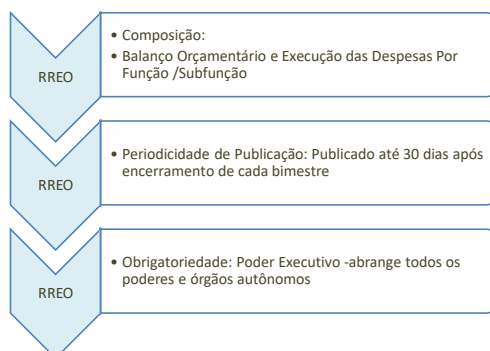 RREO
• Composição:
• Balanço Orçamentário e Execução das Despesas Por
Função /Subfunção
RREO
• Periodicidade de Publicação: Publicado até 30 dias após
encerramento de cada bimestre
RREO
• Obrigatoriedade: Poder Executivo -abrange todos os
poderes e órgãos autônomos